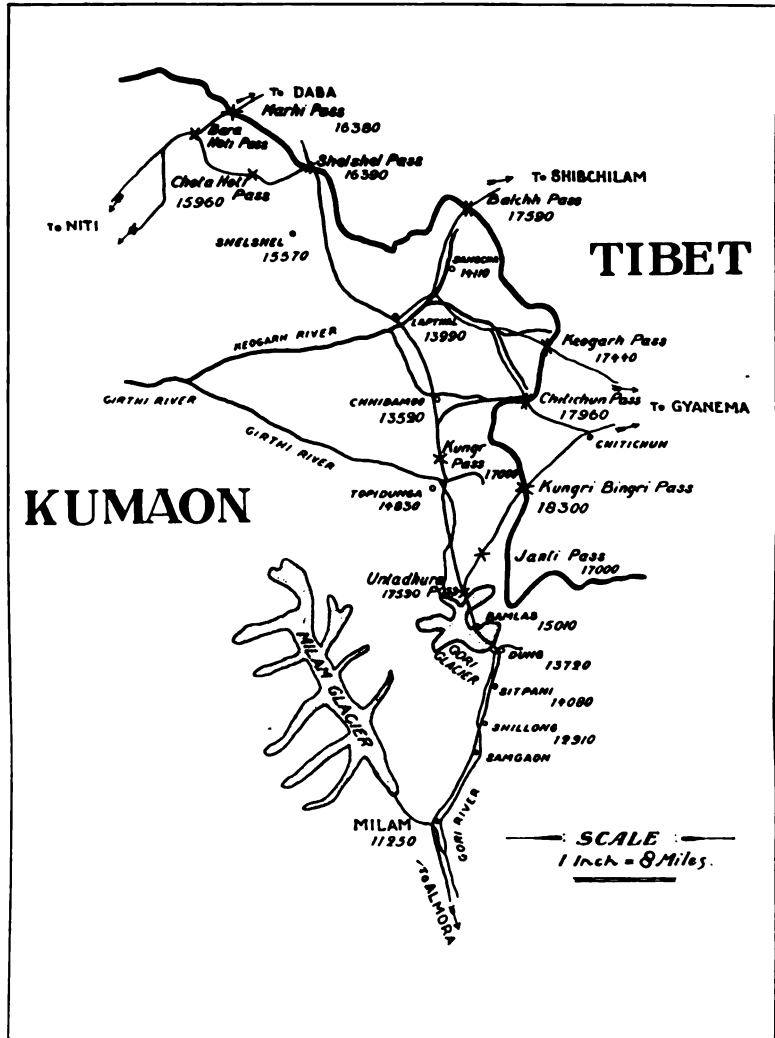 To DABA
Marhi Pass
16380
Bara
Hoti Pass
Shelshel Pass
16390
Chota Hoti
Pass
15960
To NITI
To SHIBCHILAM
Balchh Pass
17590
SHELSHEL
15570
TIBET
14110
LAPTHAL
13990
KEOGARH RIVER
Keogarh Pass
17440
GIRTHI RIVER
CHHIDAMOO
13590
Chitichun Pass
17960
To GYANEMA
CHITICHUN
GIRTHI RIVER
Kungr
Pass
17000
TOPIDUNGA
14830
Kungri Bingri Pass
18300
KUMAON
Janti Pass
17000
Untadhura
17590 Pass
BAMLAS
15010
GORI
GLACIER
DUNG
13720
MILAM GLACIER
SITPANI
14080
SHILLONG
12910
SAMGAON
MILAM
11250
GORI RIVER
To ALMORA
SCALE
1 Inch = 8 Miles.